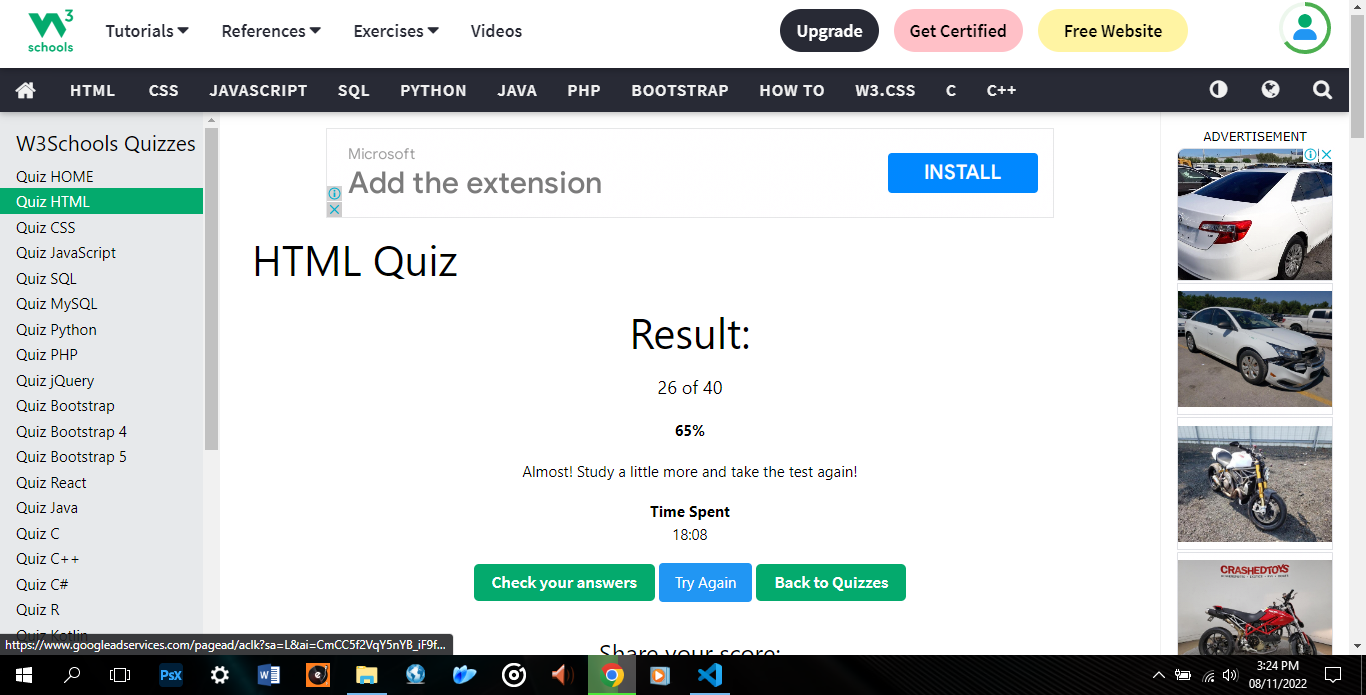 W3
schools
Tutorials
References
Exercises
Videos
Upgrade
Get Certified
Free Website
HTML
CSS
JAVASCRIPT
SQL
PYTHON
JAVA
PHP
BOOTSTRAP
HOW TO
W3.CSS
C
C++
W3Schools Quizzes
Quiz HOME
Quiz HTML
Quiz CSS
Quiz JavaScript
Quiz SQL
Quiz MySQL
Quiz Python
Quiz PHP
Quiz jQuery
Quiz Bootstrap
Quiz Bootstrap 4
Quiz Bootstrap 5
Quiz React
Quiz Java
Quiz C
Quiz C++
Quiz C#
Quiz R
Quiz Kotlin
Microsoft
Add the extension
INSTALL
HTML Quiz
Result:
26 of 40
65%
Almost! Study a little more and take the test again!
Time Spent
18:08
Check your answers
Try Again
Back to Quizzes
Share your score:
ADVERTISEMENT
CRASHEDTOYS
https://www.googleadservices.com/pagead/aclk?sa=L&ai=CmCC5f2VqY5nYB_iF9f...
PsX
3:24 PM
08/11/2022